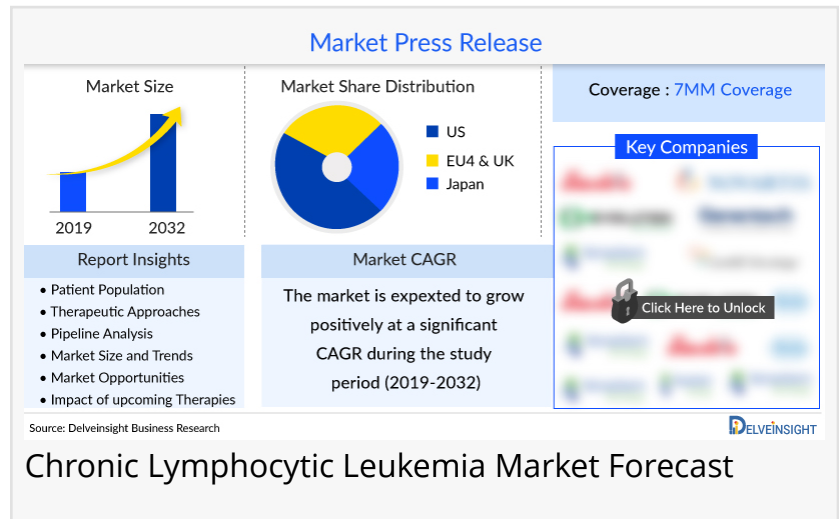 Market Press Release
Market Size
2019
2032
Market Share Distribution
US
EU4 & UK
Japan
Coverage : 7MM Coverage
Key Companies
Click Here to Unlock
Report Insights
• Patient Population
• Therapeutic Approaches
• Pipeline Analysis
• Market Size and Trends
• Market Opportunities
• Impact of upcoming Therapies
Market CAGR
The market is expexted to grow
positively at a significant
CAGR during the study
period (2019-2032)
Source: Delveinsight Business Research
DELVEINSIGHT
Chronic Lymphocytic Leukemia Market Forecast